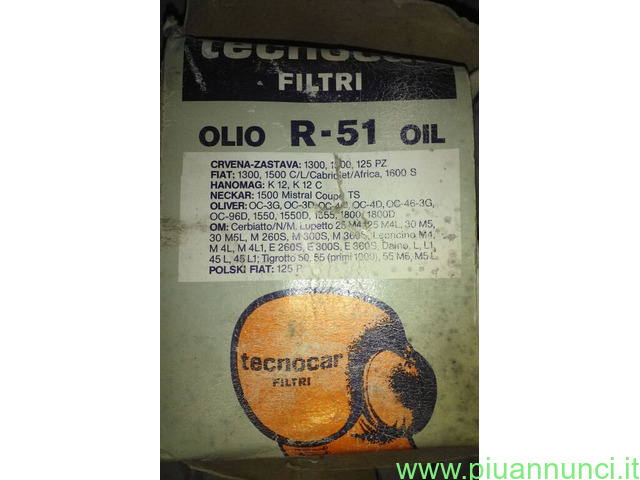 tecnocar
FILTRI
OLIO R-51 OIL
CRVENA-ZASTAVA: 1300, 125 PZ
FIAT: 1300, 1500 C/L/Cabriolet/Africa, 1600 S
HANOMAG: K 12, K 12 C
NECKAR: 1500 Mistral Coupé TS
OLIVER: OC-3G, OC-3D, OC-4D, OC-46-3G,
OC-96D, 1550, 1550D, 1555, 1800, 1800D
OM: Cerbiatto/N/M, Lupetto 25 M4, 25 M4L, 30 M5,
30 M5L, M 260S, M 300S, M 360S, Leoncino M4,
M 4L, M 4L1, E 260S, E 300S, E 360S, Daino, L, L1,
45 L, 45 L1; Tigrotto 50, 55 (primi 1000), 55 M6, M5 L
POLSKI FIAT: 125 P
tecnocar
FILTRI
www.piuannunci.it